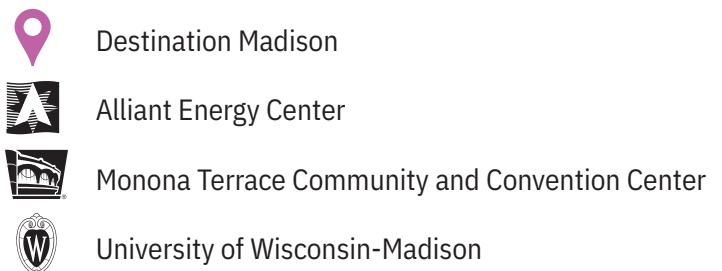 Destination Madison
Alliant Energy Center
Monona Terrace Community and Convention Center
®
W
University of Wisconsin-Madison